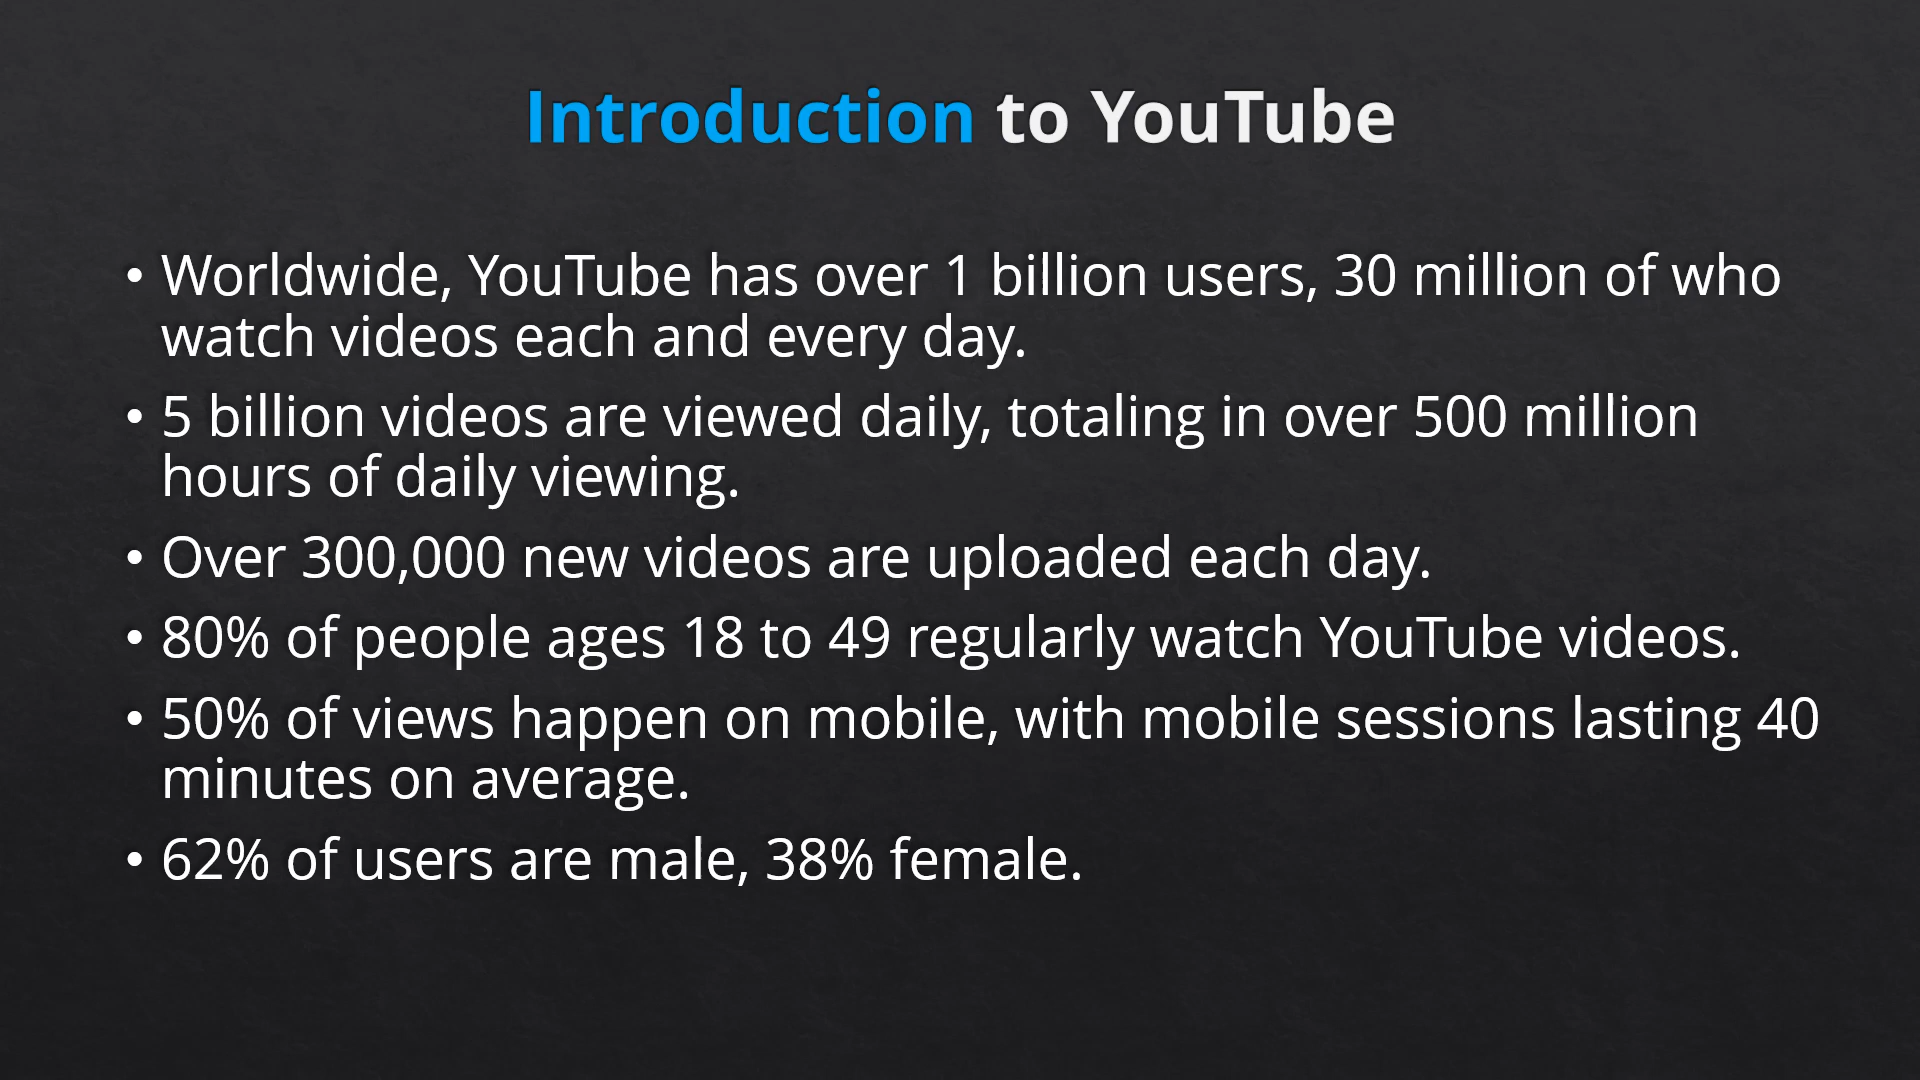 Introduction to YouTube
• Worldwide, YouTube has over 1 billion users, 30 million of who
watch videos each and every day.
• 5 billion videos are viewed daily, totaling in over 500 million
hours of daily viewing.
• Over 300,000 new videos are uploaded each day.
• 80% of people ages 18 to 49 regularly watch YouTube videos.
• 50% of views happen on mobile, with mobile sessions lasting 40
minutes on average.
• 62% of users are male, 38% female.